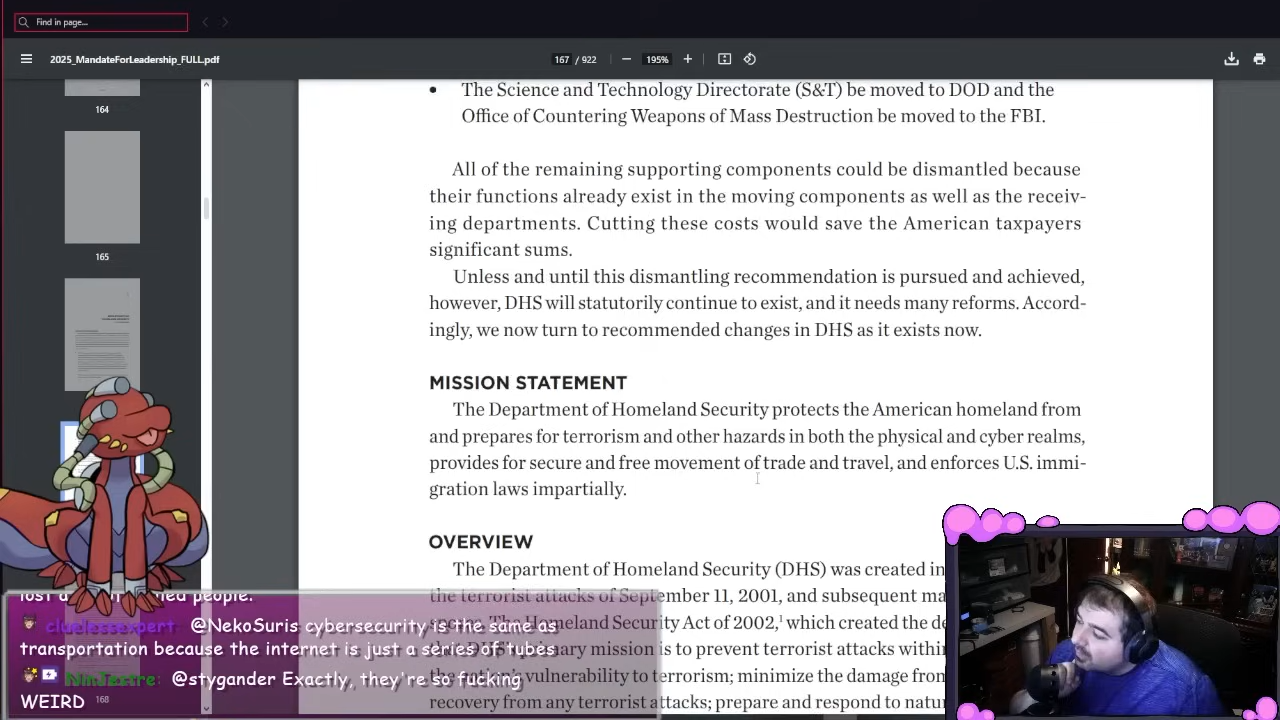 Find in page...
2025_MandateForLeadership_FULL.pdf
167 / 922
195%
164
165
168
• The Science and Technology Directorate (S&T) be moved to DOD and the
Office of Countering Weapons of Mass Destruction be moved to the FBI.
All of the remaining supporting components could be dismantled because
their functions already exist in the moving components as well as the receiv-
ing departments. Cutting these costs would save the American taxpayers
significant sums.
Unless and until this dismantling recommendation is pursued and achieved,
however, DHS will statutorily continue to exist, and it needs many reforms. Accord-
ingly, we now turn to recommended changes in DHS as it exists now.
MISSION STATEMENT
The Department of Homeland Security protects the American homeland from
and prepares for terrorism and other hazards in both the physical and cyber realms,
provides for secure and free movement of trade and travel, and enforces U.S. immi-
gration laws impartially.
OVERVIEW
The Department of Homeland Security (DHS) was created in
the terrorist attacks of September 11, 2001, and subsequent ma
The Homeland Security Act of 2002,¹ which created the de
mission is to prevent terrorist attacks within
vulnerability to terrorism; minimize the damage from
recovery from any terrorist attacks; prepare and respond to natur
people.
cluelessexpert @NekoSuris cybersecurity is the same as
transportation because the internet is just a series of tubes
NinJestre @stygander Exactly, they're so fucking
WEIRD